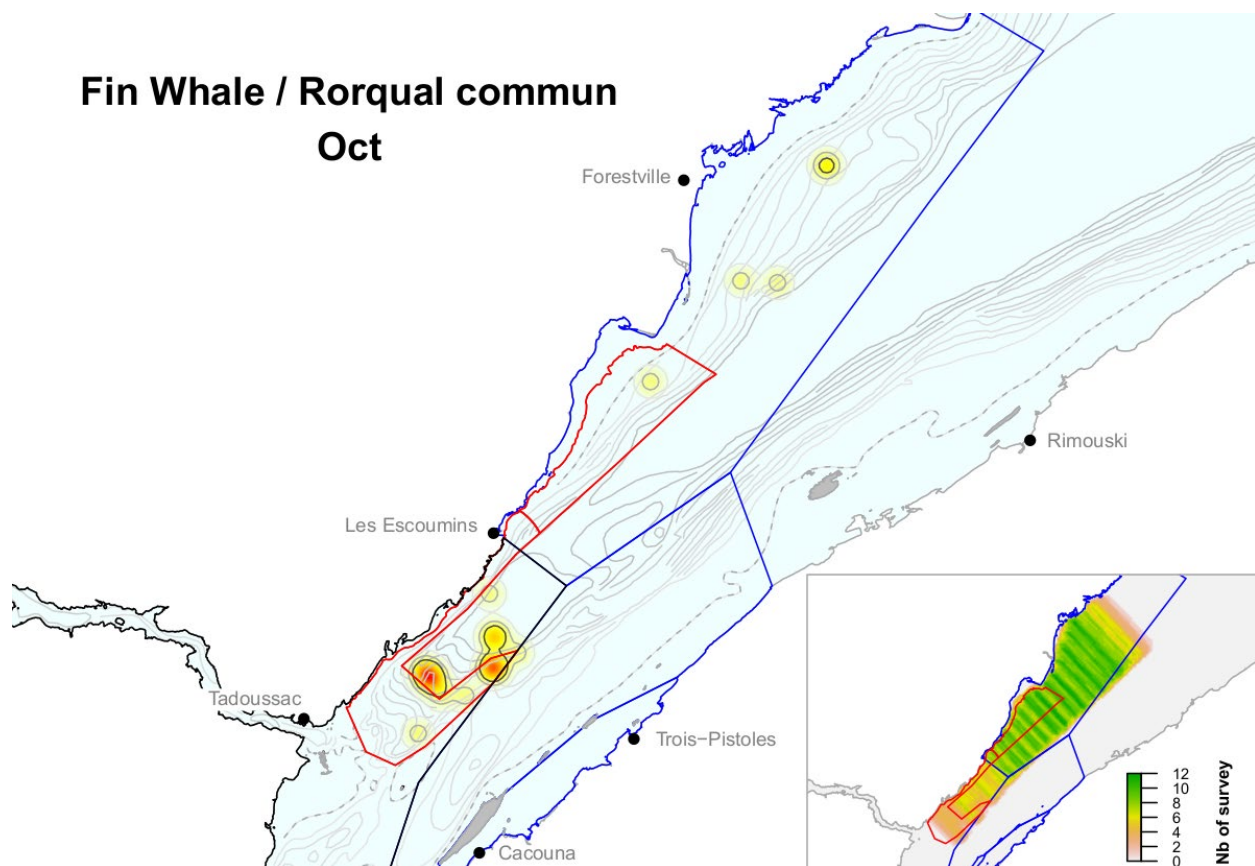 Fin Whale / Rorqual commun
Oct
Forestville
Rimouski
Les Escoumins
Tadoussac
Trois−Pistoles
Cacouna
12
10
8
6
4
2
0
Nb of survey